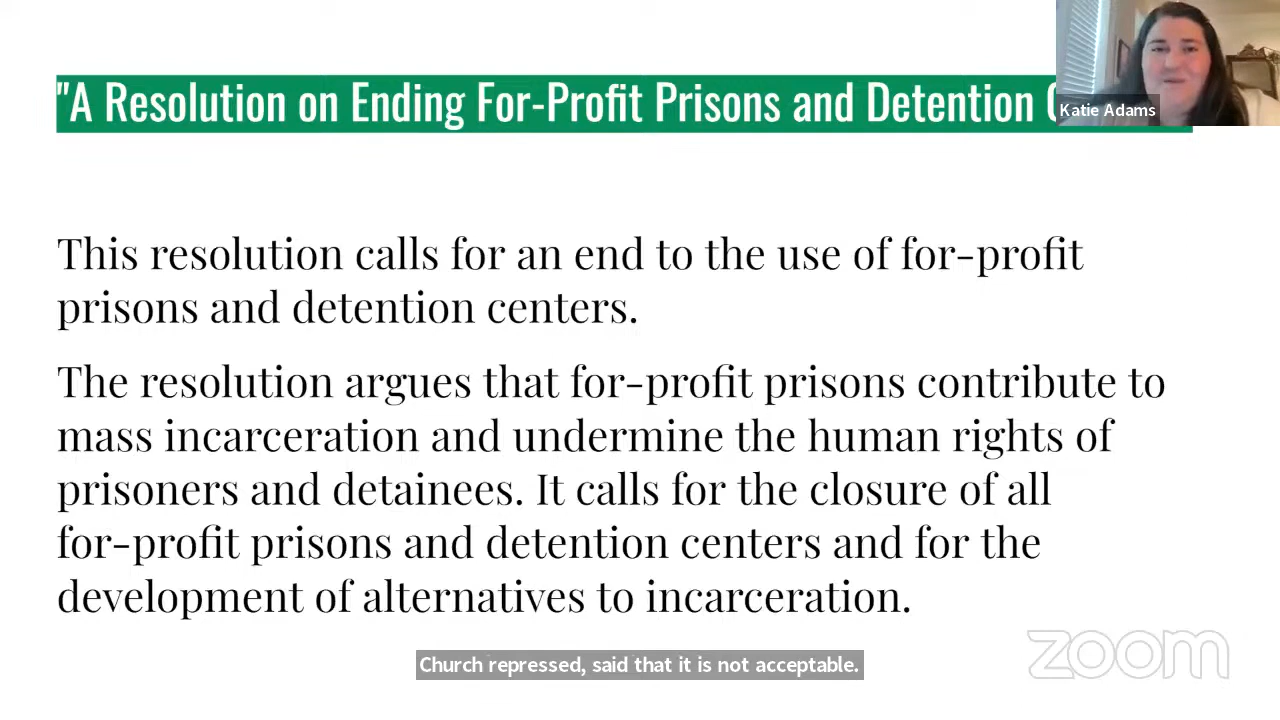 "A Resolution on Ending For-Profit Prisons and Detention
Katie Adams
This resolution calls for an end to the use of for-profit
prisons and detention centers.
The resolution argues that for-profit prisons contribute to
mass incarceration and undermine the human rights of
prisoners and detainees. It calls for the closure of all
for-profit prisons and detention centers and for the
development of alternatives to incarceration.
zoom
Church repressed, said that it is not acceptable.